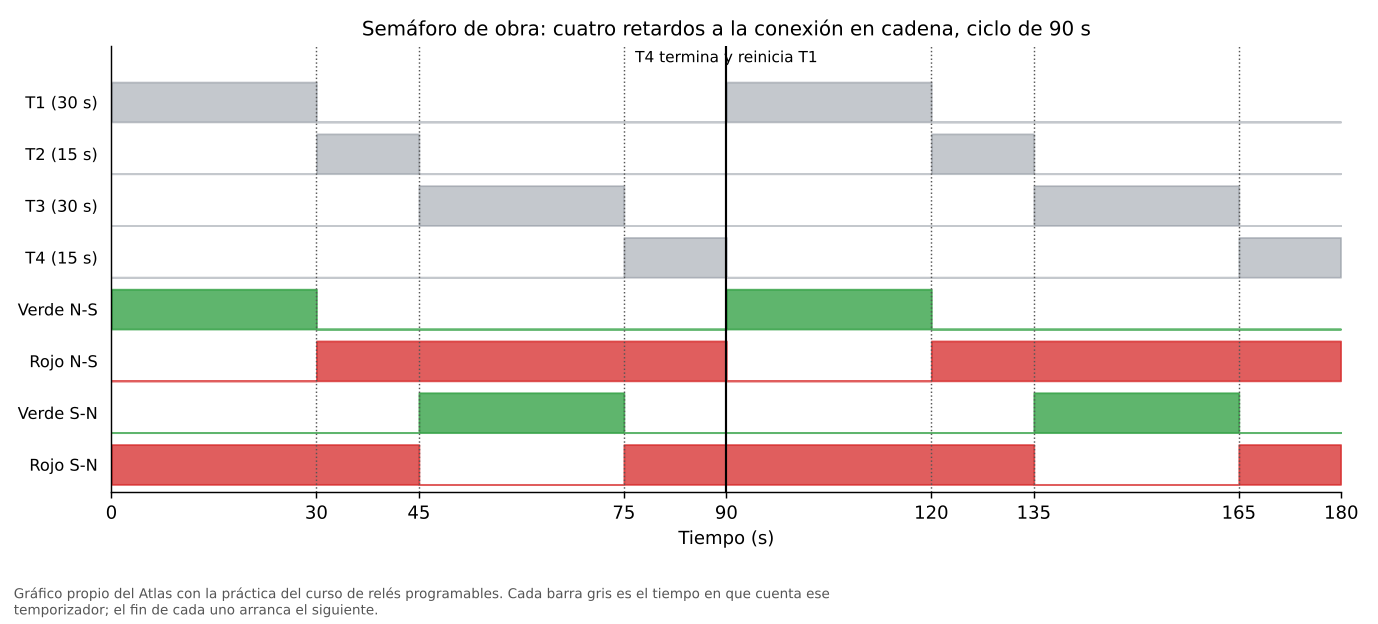 Semáforo de obra: cuatro retardos a la conexión en cadena, ciclo de 90 s
T4 termina y reinicia T1
T1 (30 s)
T2 (15 s)
T3 (30 s)
T4 (15 s)
Verde N-S
Rojo N-S
Verde S-N
Rojo S-N
0 30 45 75 90 120 135 165 180
Tiempo (s)
Gráfico propio del Atlas con la práctica del curso de relés programables. Cada barra gris es el tiempo en que cuenta ese
temporizador; el fin de cada uno arranca el siguiente.